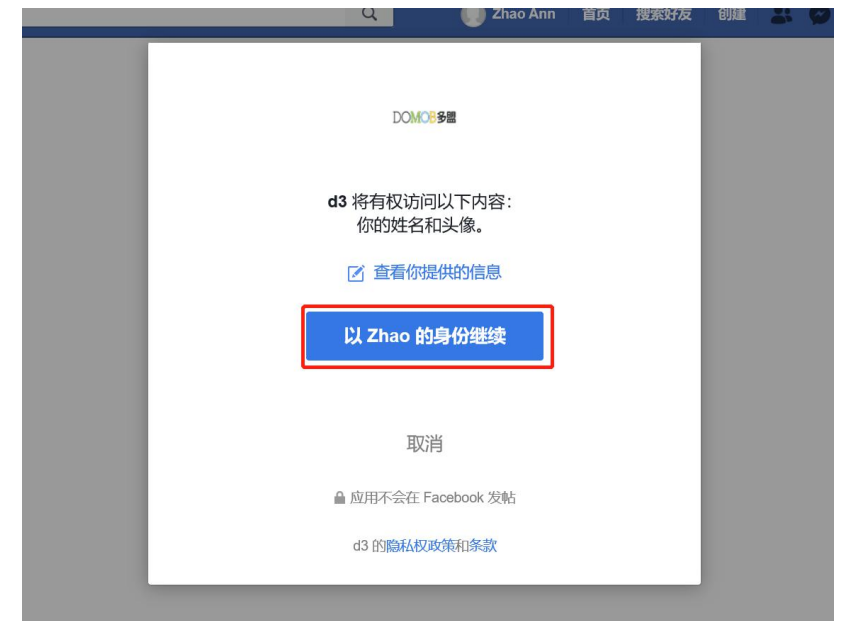 Zhao Ann 首页 搜索好友 创建
DOMOB多盟
d3 将有权访问以下内容：
你的姓名和头像。
查看你提供的信息
以 Zhao 的身份继续
取消
应用不会在 Facebook 发帖
d3 的隐私权政策和条款